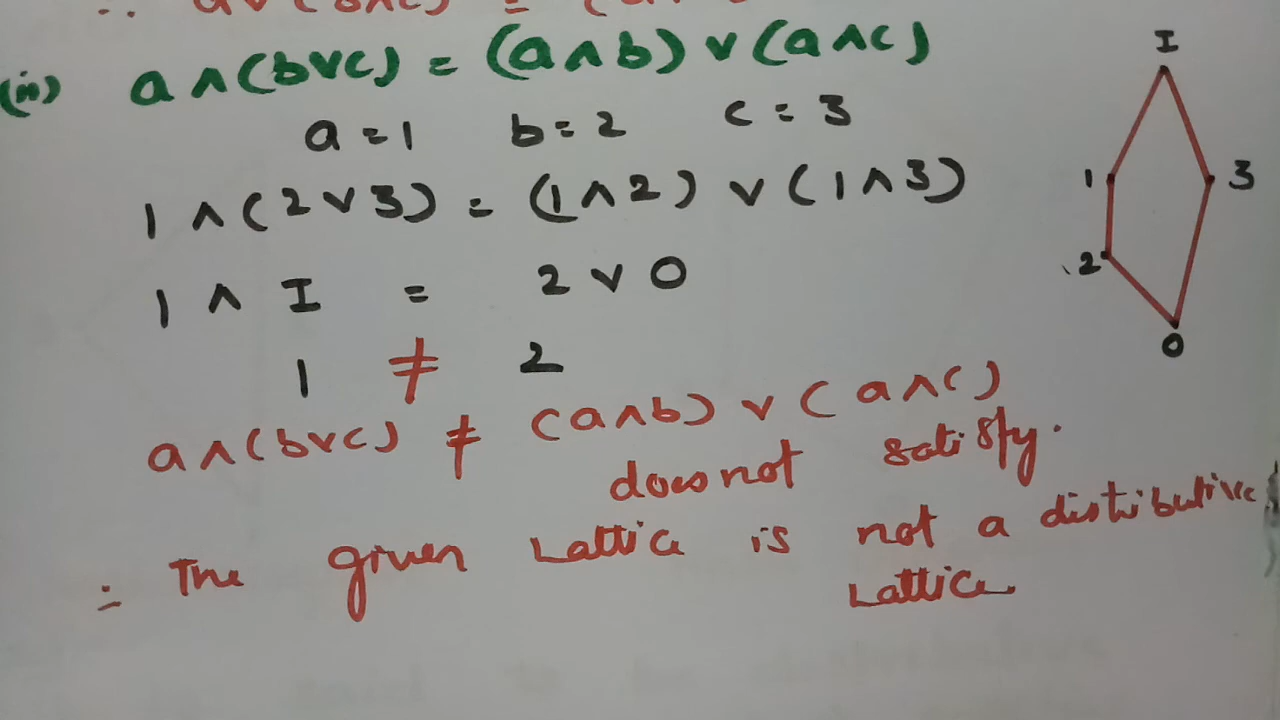 ∴ a∨(b∧c) =
(ii) a∧(b∨c) = (a∧b)∨(a∧c)
a=1 b=2 c=3
1∧(2∨3) = (1∧2)∨(1∧3)
1∧I = 2∨0
1 ≠ 2
a∧(b∨c) ≠ (a∧b)∨(a∧c)
does not satisfy.
∴ The given Lattice is not a distributive
Lattice
I
1
3
2
0